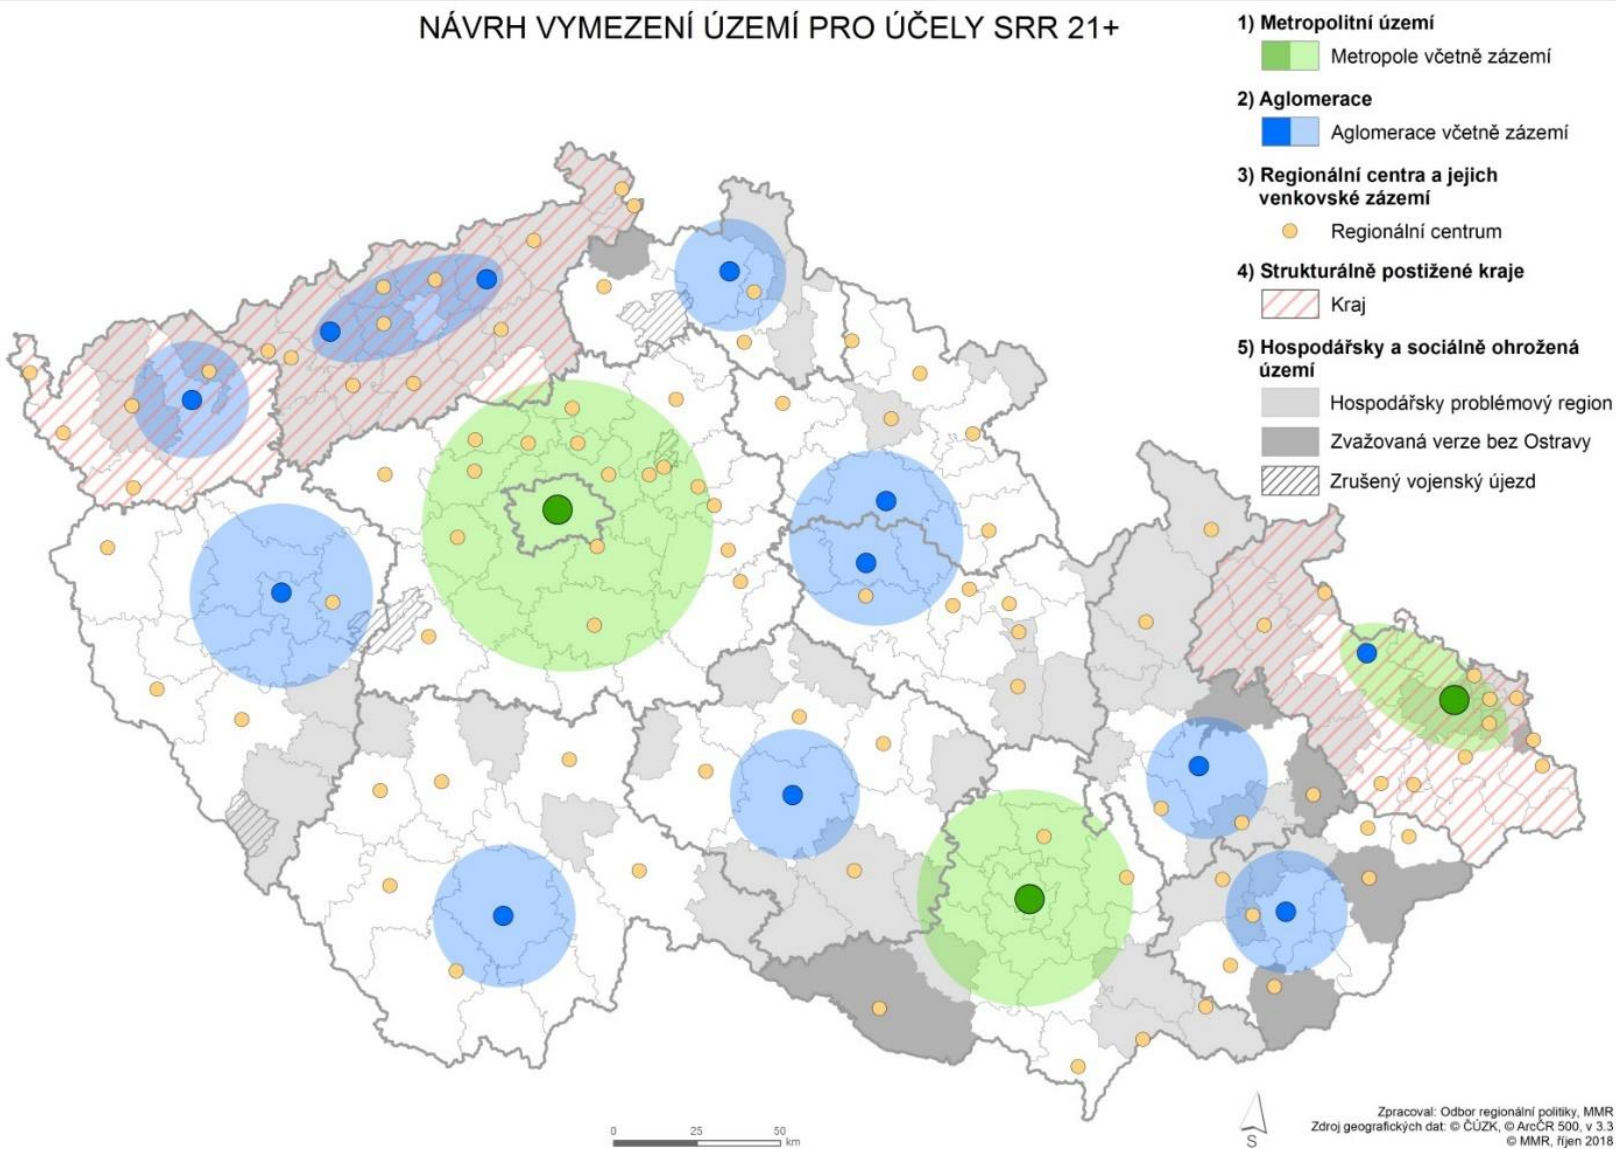 NÁVRH VYMEZENÍ ÚZEMÍ PRO ÚČELY SRR 21+
1) Metropolitní území
Metropole včetně zázemí
2) Aglomerace
Aglomerace včetně zázemí
3) Regionální centra a jejich
venkovské zázemí
Regionální centrum
4) Strukturálně postižené kraje
Kraj
5) Hospodářsky a sociálně ohrožená
území
Hospodářsky problémový region
Zvažovaná verze bez Ostravy
Zrušený vojenský újezd
0 25 50
km
S
Zpracoval: Odbor regionální politiky, MMR
Zdroj geografických dat: © ČÚZK, © ArcČR 500, v 3.3
© MMR, říjen 2018